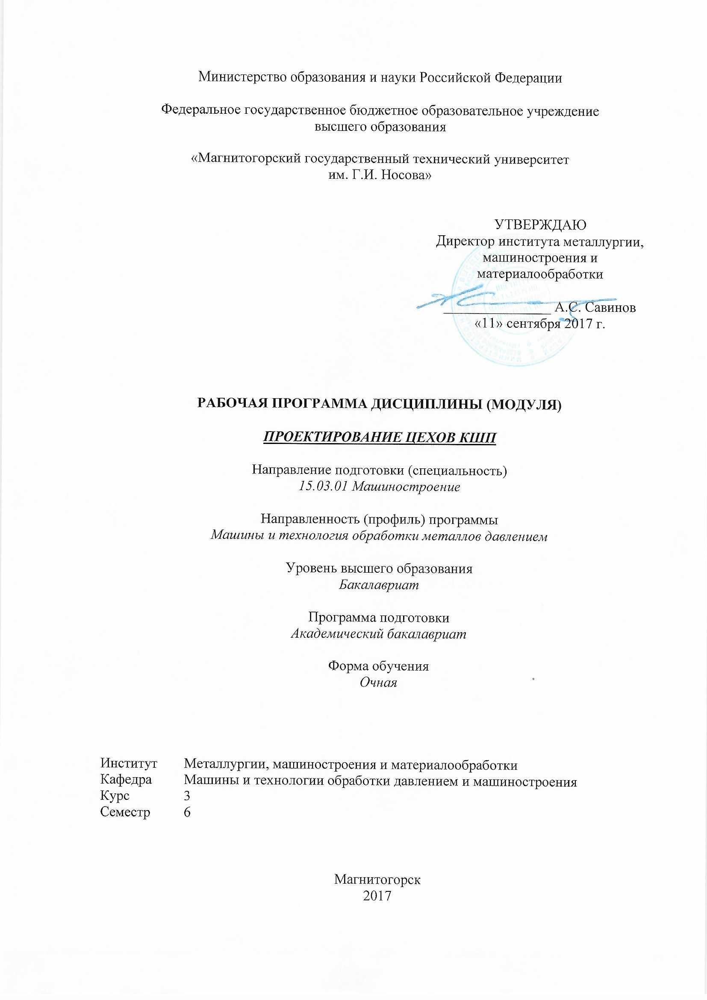 Министерство образования и науки Российской Федерации
Федеральное государственное бюджетное образовательное учреждение
высшего образования
«Магнитогорский государственный технический университет
им. Г.И. Носова»
УТВЕРЖДАЮ
Директор института металлургии,
машиностроения и
материалообработки
А.С. Савинов
«11» сентября 2017 г.
РАБОЧАЯ ПРОГРАММА ДИСЦИПЛИНЫ (МОДУЛЯ)
ПРОЕКТИРОВАНИЕ ЦЕХОВ КШП
Направление подготовки (специальность)
15.03.01 Машиностроение
Направленность (профиль) программы
Машины и технология обработки металлов давлением
Уровень высшего образования
Бакалавриат
Программа подготовки
Академический бакалавриат
Форма обучения
Очная
Институт Металлургии, машиностроения и материалообработки
Кафедра Машины и технологии обработки давлением и машиностроения
Курс 3
Семестр 6
Магнитогорск
2017